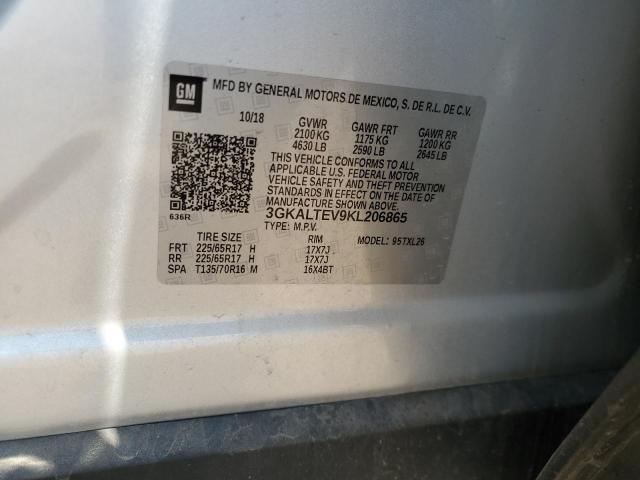 GM MFD BY GENERAL MOTORS DE MEXICO, S. DE R.L. DE C.V.
10/18 GVWR GAWR FRT GAWR RR
2100 KG 1175 KG 1200 KG
4630 LB 2590 LB 2645 LB
THIS VEHICLE CONFORMS TO ALL
APPLICABLE U.S. FEDERAL MOTOR
VEHICLE SAFETY AND THEFT PREVENTION
STANDARDS IN EFFECT ON THE DATE OF
MANUFACTURE SHOWN ABOVE.
636R 3GKALTEV9KL206865
TYPE: M.P.V. MODEL: 95TXL26
TIRE SIZE RIM
FRT 225/65R17 H 17X7J
RR 225/65R17 H 17X7J
SPA T135/70R16 M 16X4BT